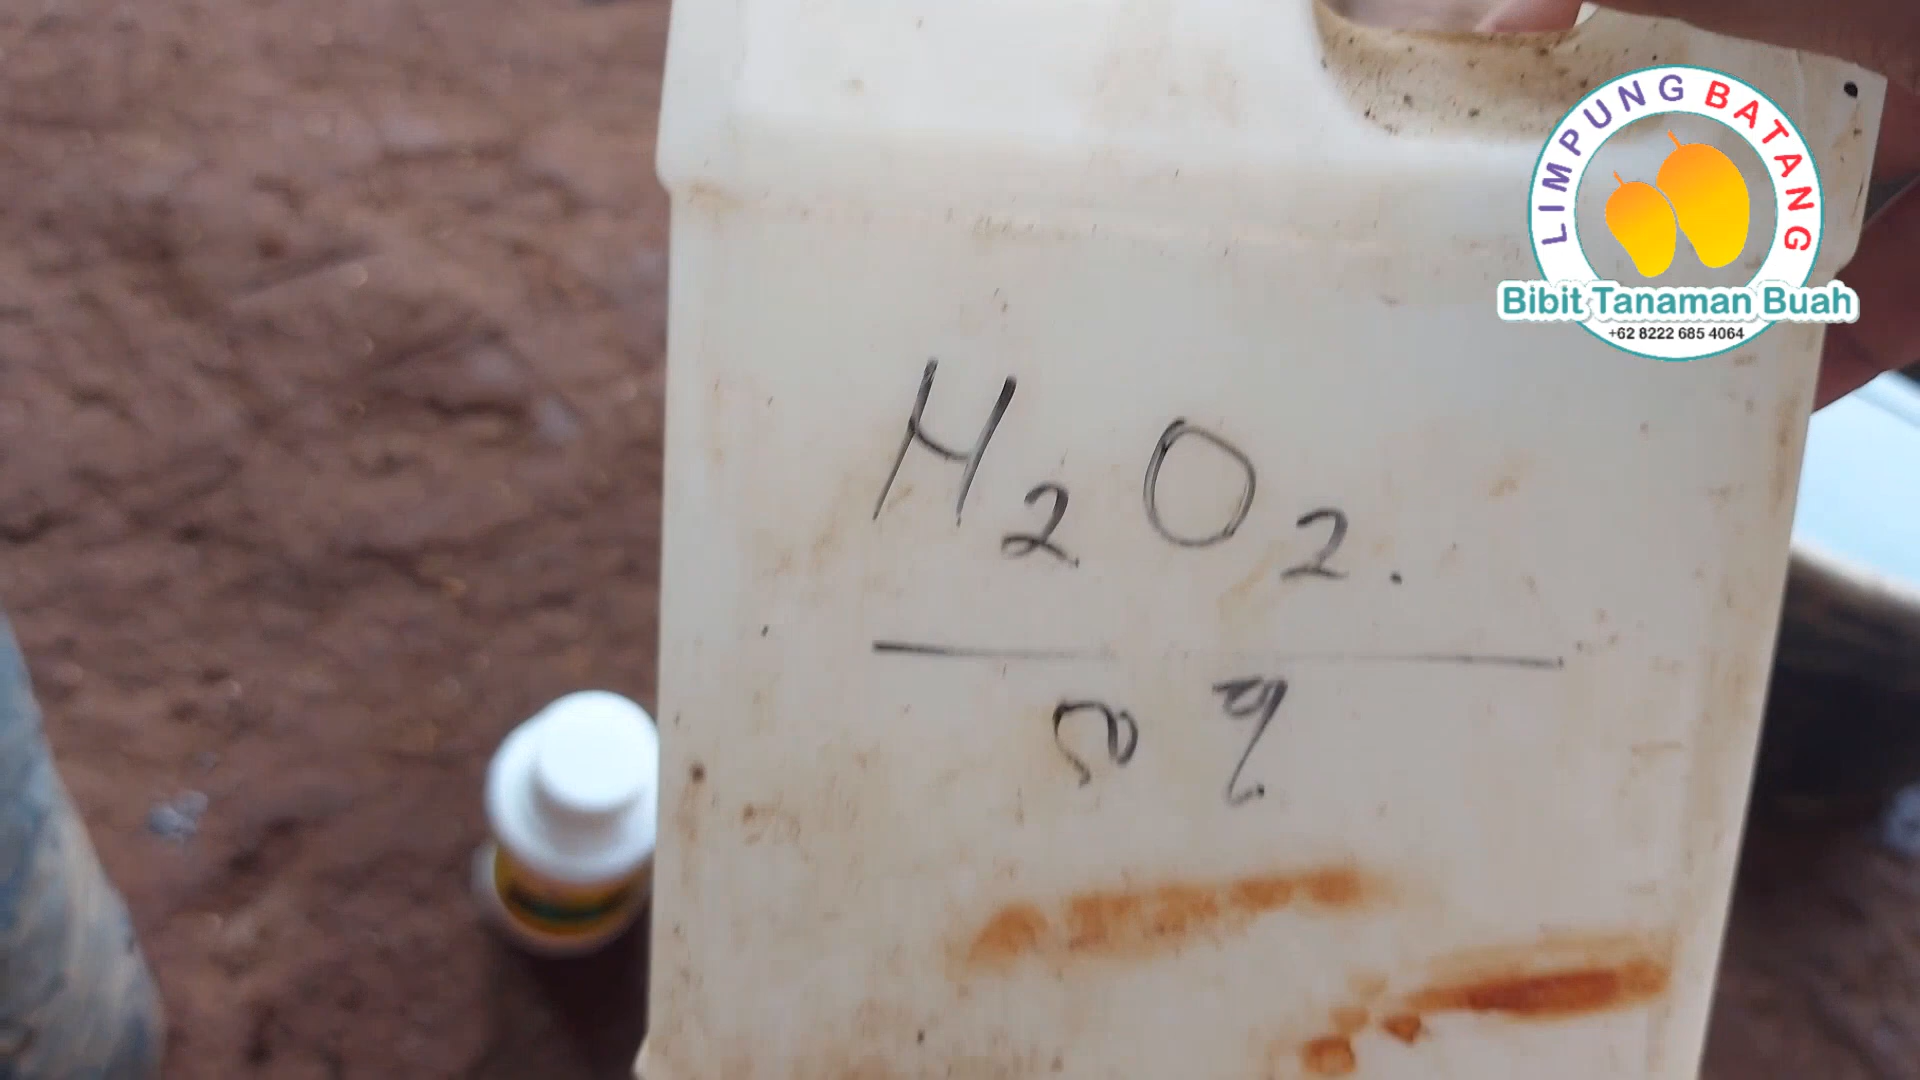 LIMPUNG BATANG
Bibit Tanaman Buah
+62 8222 685 4064
H₂O₂.